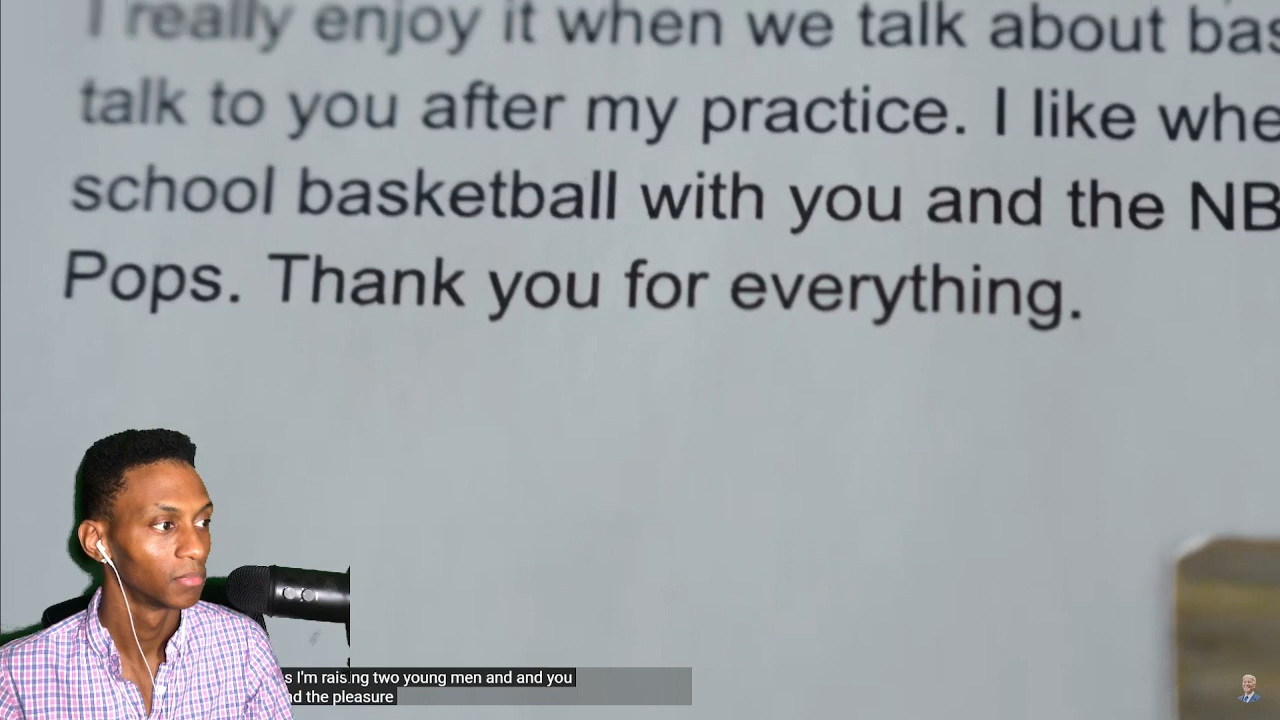 I really enjoy it when we talk about bas
talk to you after my practice. I like whe
school basketball with you and the NB
Pops. Thank you for everything.
s I'm raising two young men and and you
nd the pleasure